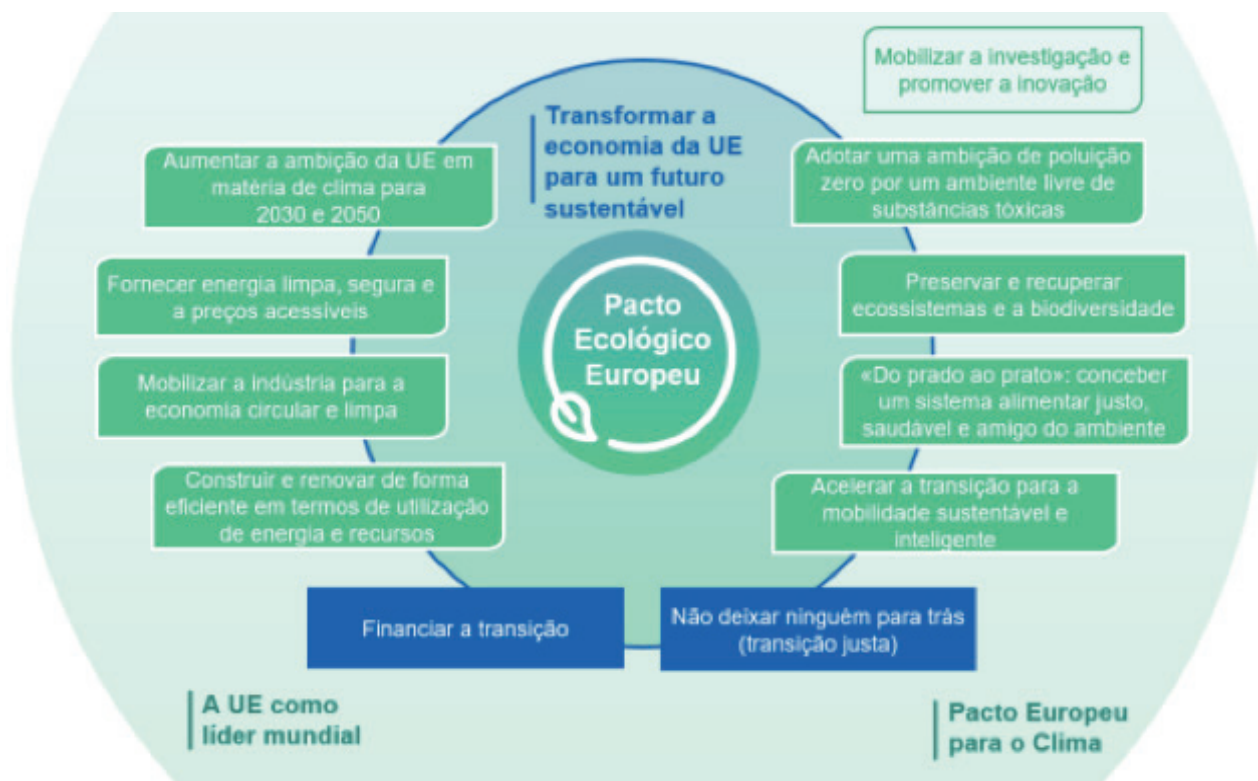 Mobilizar a investigação e
promover a inovação
Transformar a
economia da UE
para um futuro
sustentável
Aumentar a ambição da UE em
matéria de clima para
2030 e 2050
Adotar uma ambição de poluição
zero por um ambiente livre de
substâncias tóxicas
Fornecer energia limpa, segura e
a preços acessíveis
Preservar e recuperar
ecossistemas e a biodiversidade
Pacto
Ecológico
Europeu
Mobilizar a indústria para a
economia circular e limpa
«Do prado ao prato»: conceber
um sistema alimentar justo,
saudável e amigo do ambiente
Construir e renovar de forma
eficiente em termos de utilização
de energia e recursos
Acelerar a transição para a
mobilidade sustentável e
inteligente
Financiar a transição
Não deixar ninguém para trás
(transição justa)
A UE como
líder mundial
Pacto Europeu
para o Clima